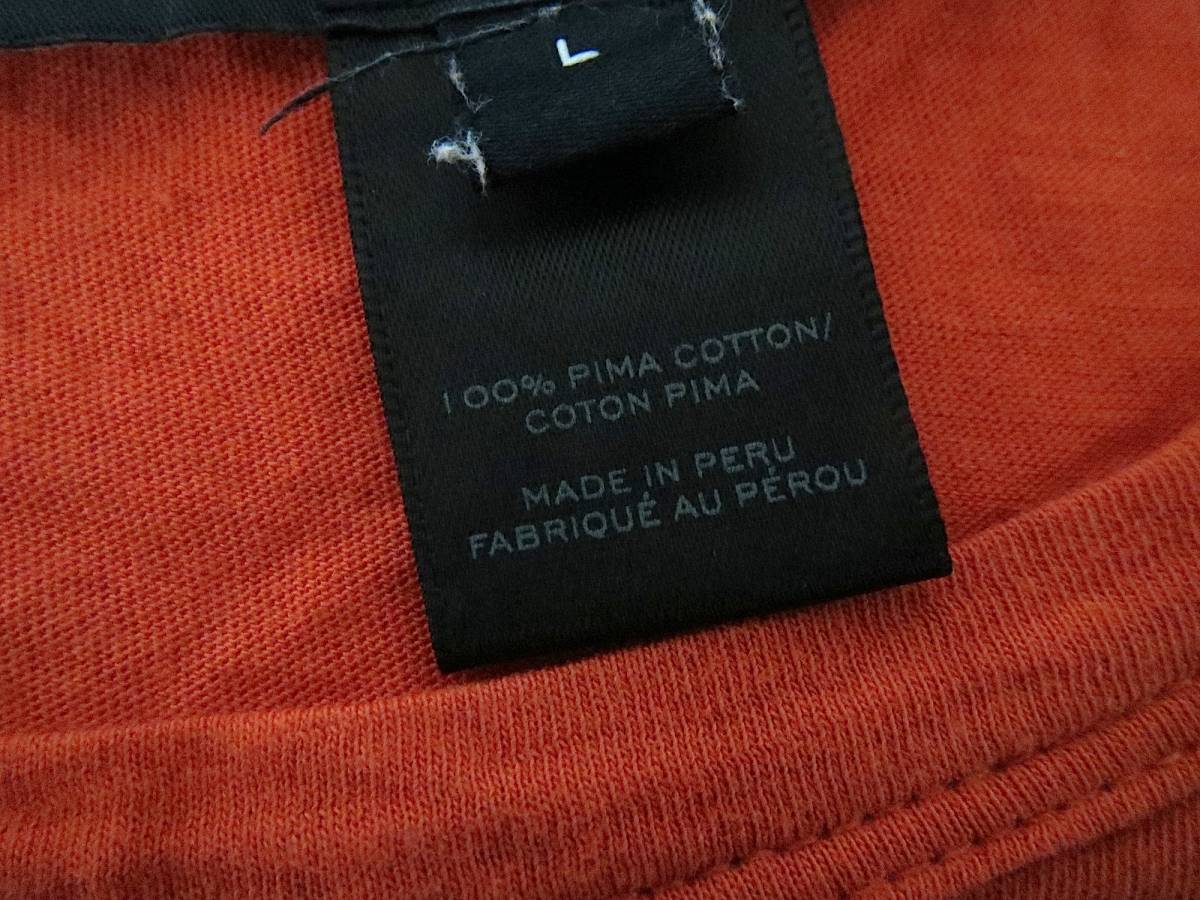 L
100% PIMA COTTON/
COTON PIMA
MADE IN PERU
FABRIQUÉ AU PÉROU